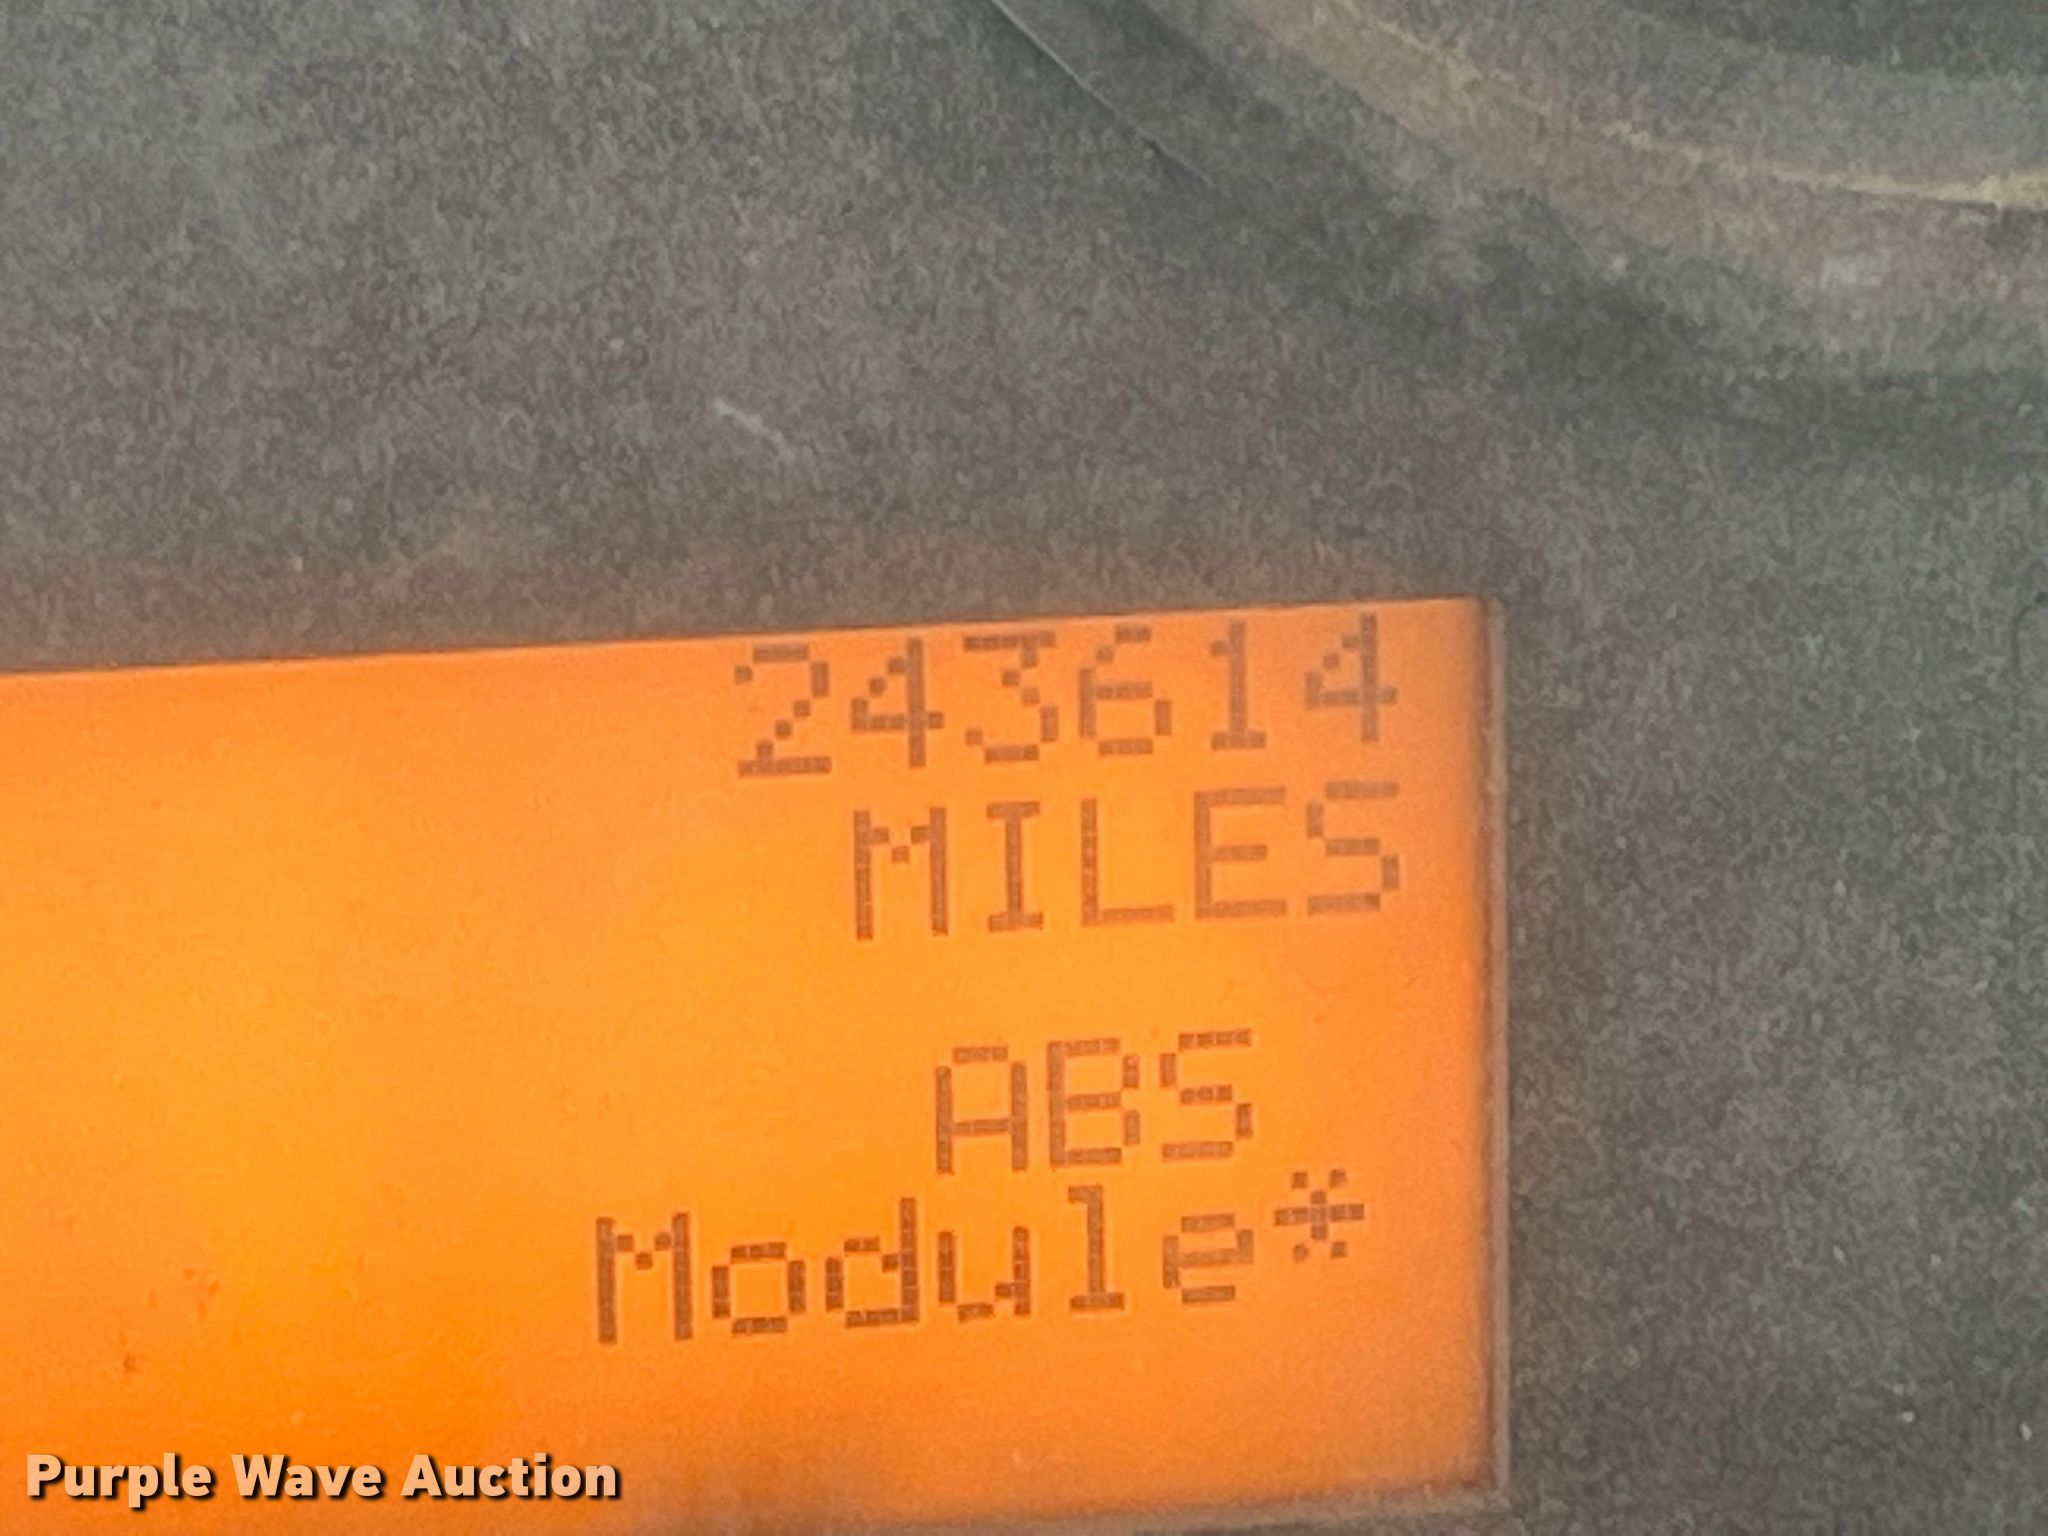 243614
MILES
ABS
Module*
Purple Wave Auction